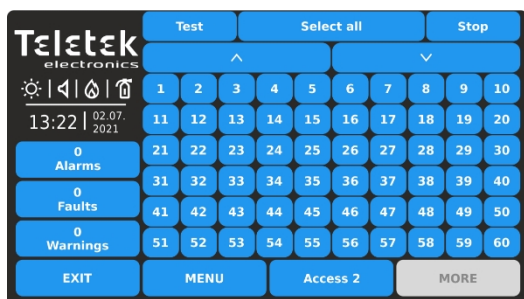 Teletek
electronics
13:22 02.07.
2021
0
Alarms
0
Faults
0
Warnings
Test Select all Stop
1 2 3 4 5 6 7 8 9 10
11 12 13 14 15 16 17 18 19 20
21 22 23 24 25 26 27 28 29 30
31 32 33 34 35 36 37 38 39 40
41 42 43 44 45 46 47 48 49 50
51 52 53 54 55 56 57 58 59 60
EXIT MENU Access 2 MORE